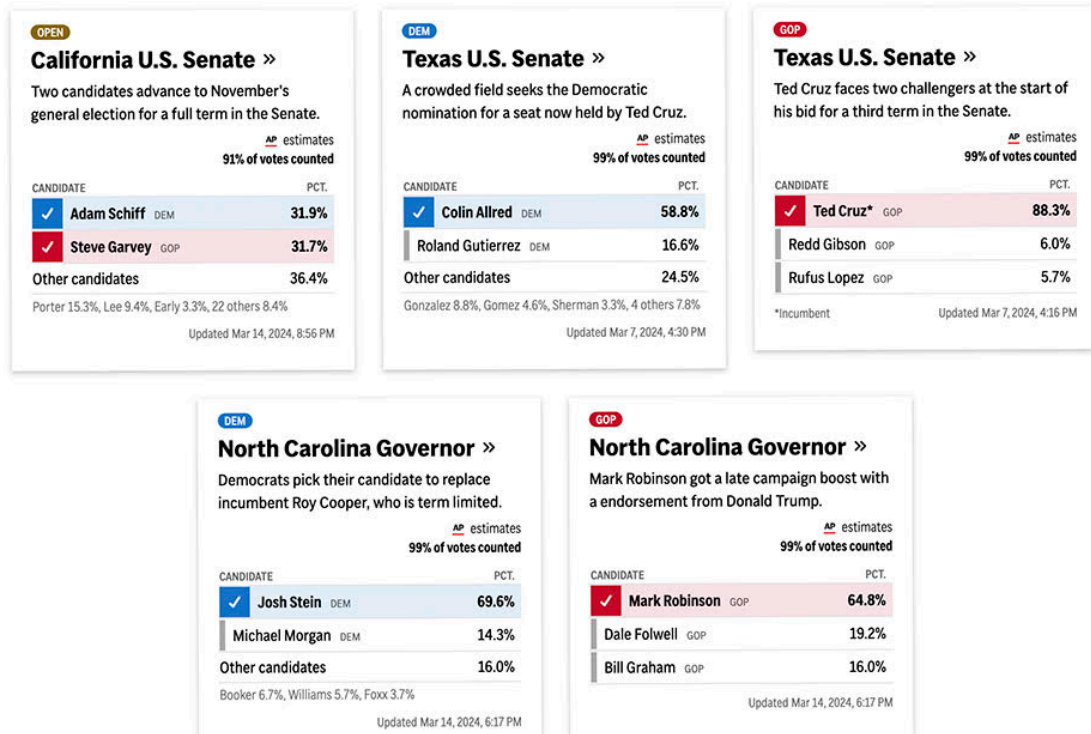 OPEN
California U.S. Senate »
Two candidates advance to November's
general election for a full term in the Senate.
AP estimates
91% of votes counted
CANDIDATE PCT.
Adam Schiff DEM 31.9%
Steve Garvey GOP 31.7%
Other candidates 36.4%
Porter 15.3%, Lee 9.4%, Early 3.3%, 22 others 8.4%
Updated Mar 14, 2024, 8:56 PM
DEM
Texas U.S. Senate »
A crowded field seeks the Democratic
nomination for a seat now held by Ted Cruz.
AP estimates
99% of votes counted
CANDIDATE PCT.
Colin Allred DEM 58.8%
Roland Gutierrez DEM 16.6%
Other candidates 24.5%
Gonzalez 8.8%, Gomez 4.6%, Sherman 3.3%, 4 others 7.8%
Updated Mar 7, 2024, 4:30 PM
GOP
Texas U.S. Senate »
Ted Cruz faces two challengers at the start of
his bid for a third term in the Senate.
AP estimates
99% of votes counted
CANDIDATE PCT.
Ted Cruz* GOP 88.3%
Redd Gibson GOP 6.0%
Rufus Lopez GOP 5.7%
*Incumbent Updated Mar 7, 2024, 4:16 PM
DEM
North Carolina Governor »
Democrats pick their candidate to replace
incumbent Roy Cooper, who is term limited.
AP estimates
99% of votes counted
CANDIDATE PCT.
Josh Stein DEM 69.6%
Michael Morgan DEM 14.3%
Other candidates 16.0%
Booker 6.7%, Williams 5.7%, Foxx 3.7%
Updated Mar 14, 2024, 6:17 PM
GOP
North Carolina Governor »
Mark Robinson got a late campaign boost with
a endorsement from Donald Trump.
AP estimates
99% of votes counted
CANDIDATE PCT.
Mark Robinson GOP 64.8%
Dale Folwell GOP 19.2%
Bill Graham GOP 16.0%
Updated Mar 14, 2024, 6:17 PM